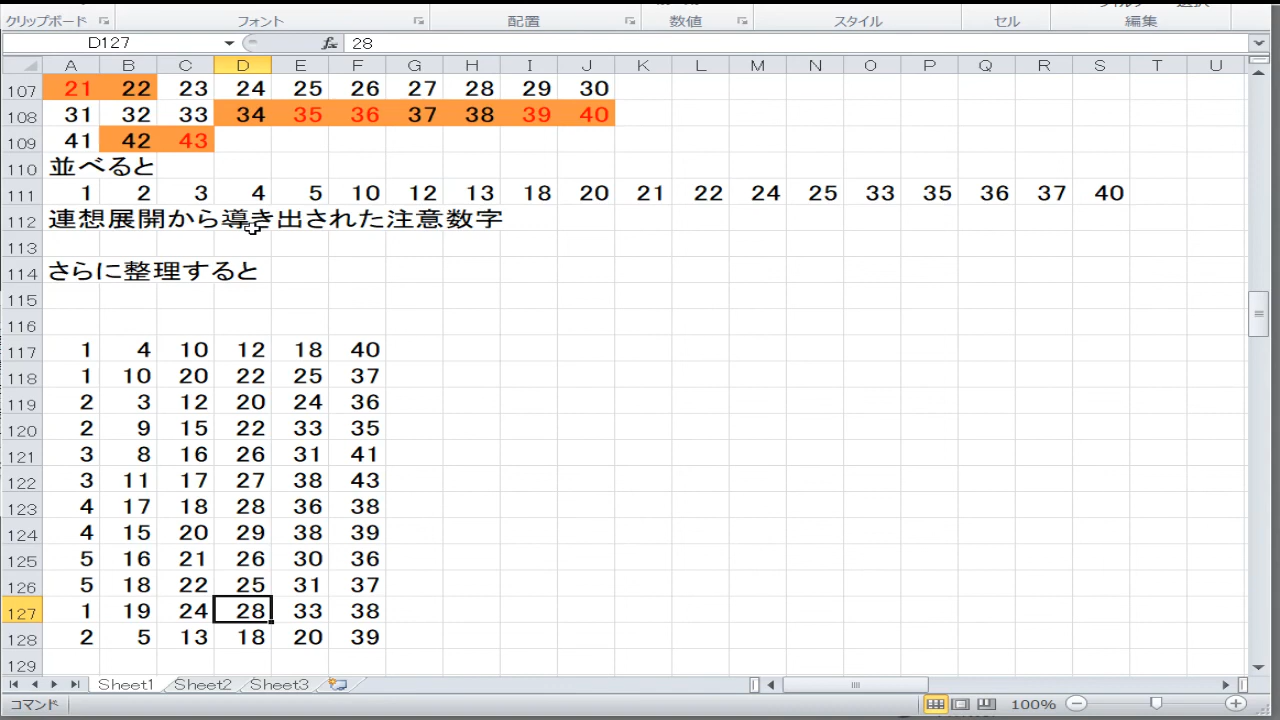 クリップボード フォント 配置 数値 スタイル セル 編集
D127 fx 28
A B C D E F G H I J K L M N O P Q R S T U
107 21 22 23 24 25 26 27 28 29 30
108 31 32 33 34 35 36 37 38 39 40
109 41 42 43
110 並べると
111 1 2 3 4 5 10 12 13 18 20 21 22 24 25 33 35 36 37 40
112 連想展開から導き出された注意数字
113
114 さらに整理すると
115
116
117 1 4 10 12 18 40
118 1 10 20 22 25 37
119 2 3 12 20 24 36
120 2 9 15 22 33 35
121 3 8 16 26 31 41
122 3 11 17 27 38 43
123 4 17 18 28 36 38
124 4 15 20 29 38 39
125 5 16 21 26 30 36
126 5 18 22 25 31 37
127 1 19 24 28 33 38
128 2 5 13 18 20 39
129
Sheet1 Sheet2 Sheet3
コマンド 100%